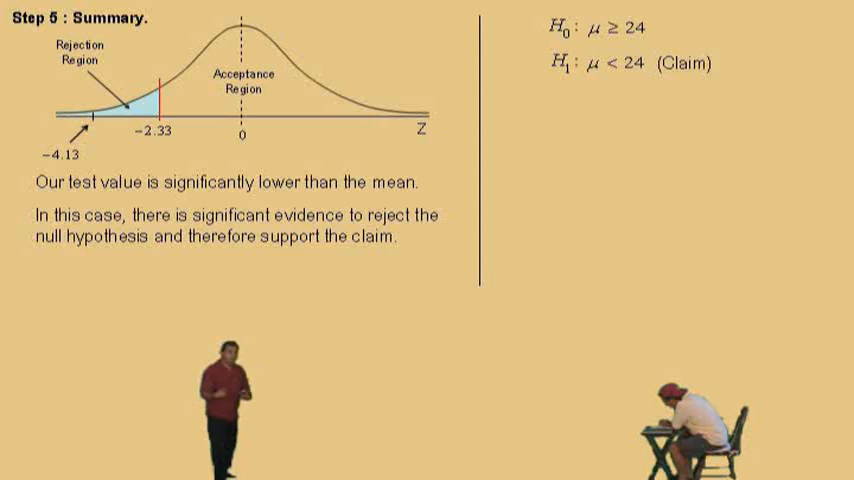 Step 5 : Summary.
Rejection
Region
Acceptance
Region
−2.33
0
Z
−4.13
Our test value is significantly lower than the mean.
In this case, there is significant evidence to reject the
null hypothesis and therefore support the claim.
H₀ : μ ≥ 24
H₁ : μ < 24 (Claim)